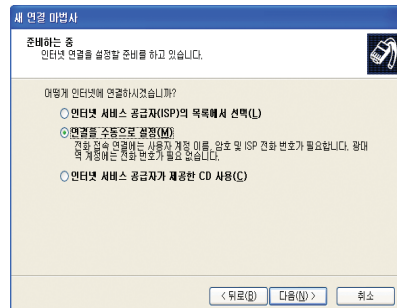 새 연결 마법사
준비하는 중
인터넷 연결을 설정할 준비를 하고 있습니다.
어떻게 인터넷에 연결하시겠습니까?
인터넷 서비스 공급자(ISP)의 목록에서 선택(L)
연결을 수동으로 설정(M)
전화 접속 연결에는 사용자 계정 이름, 암호 및 ISP 전화 번호가 필요합니다. 광대
역 계정에는 전화 번호가 필요 없습니다.
인터넷 서비스 공급자가 제공한 CD 사용(C)
< 뒤로(B)
다음(N) >
취소